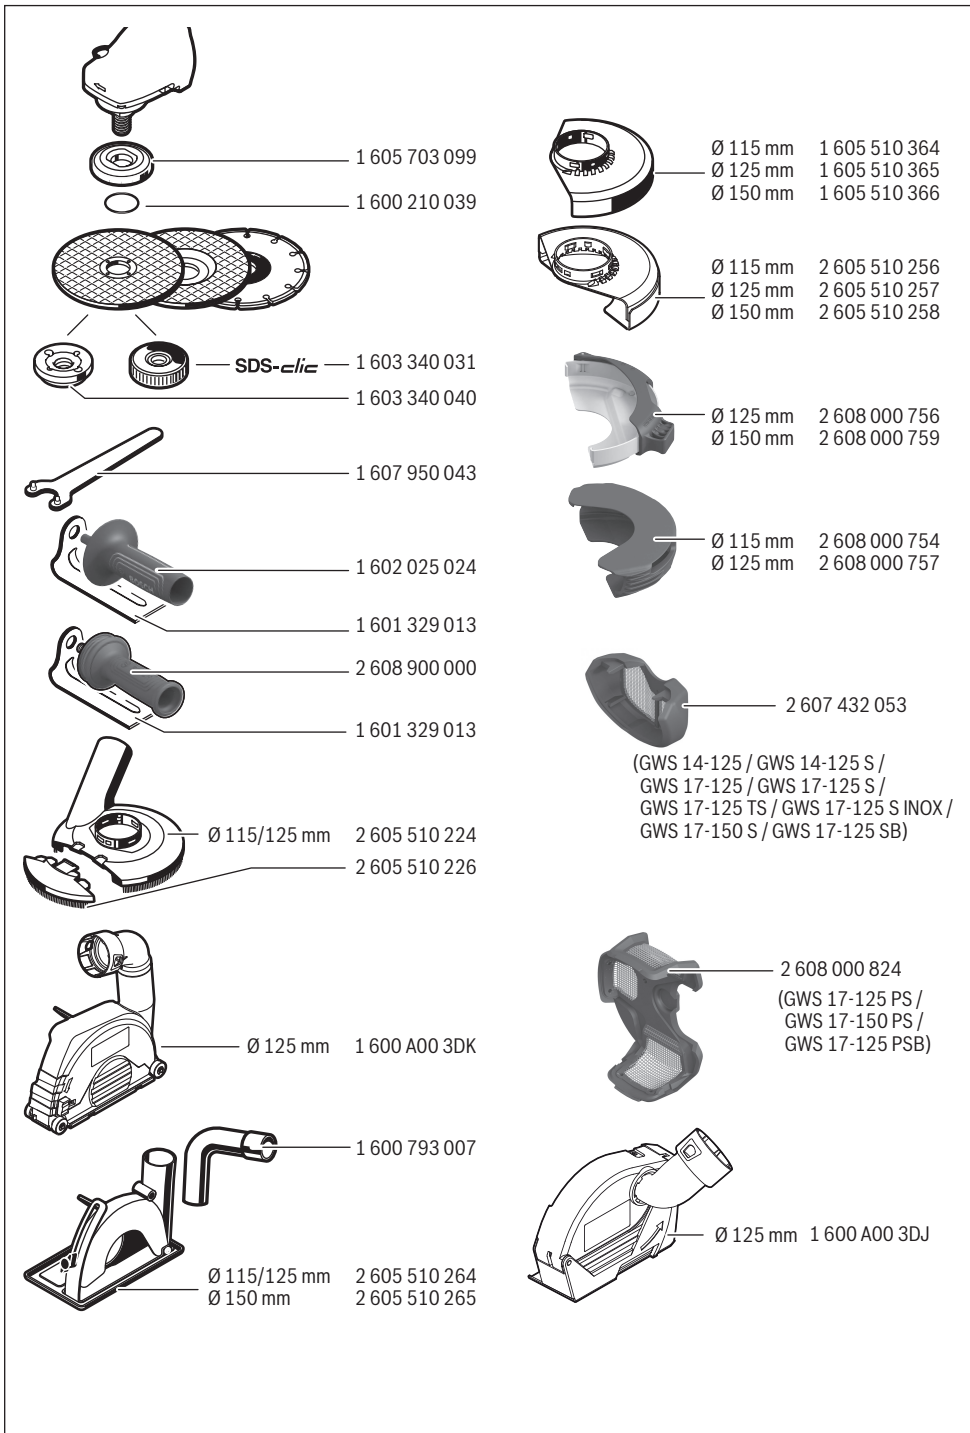 1 605 703 099
1 600 210 039
SDS-clic 1 603 340 031
1 603 340 040
1 607 950 043
BOSCH
1 602 025 024
1 601 329 013
2 608 900 000
1 601 329 013
Ø 115/125 mm 2 605 510 224
2 605 510 226
Ø 125 mm 1 600 A00 3DK
1 600 793 007
Ø 115/125 mm 2 605 510 264
Ø 150 mm 2 605 510 265
Ø 115 mm 1 605 510 364
Ø 125 mm 1 605 510 365
Ø 150 mm 1 605 510 366
Ø 115 mm 2 605 510 256
Ø 125 mm 2 605 510 257
Ø 150 mm 2 605 510 258
Ø 125 mm 2 608 000 756
Ø 150 mm 2 608 000 759
Ø 115 mm 2 608 000 754
Ø 125 mm 2 608 000 757
2 607 432 053
(GWS 14-125 / GWS 14-125 S /
GWS 17-125 / GWS 17-125 S /
GWS 17-125 TS / GWS 17-125 S INOX /
GWS 17-150 S / GWS 17-125 SB)
2 608 000 824
(GWS 17-125 PS /
GWS 17-150 PS /
GWS 17-125 PSB)
Ø 125 mm 1 600 A00 3DJ